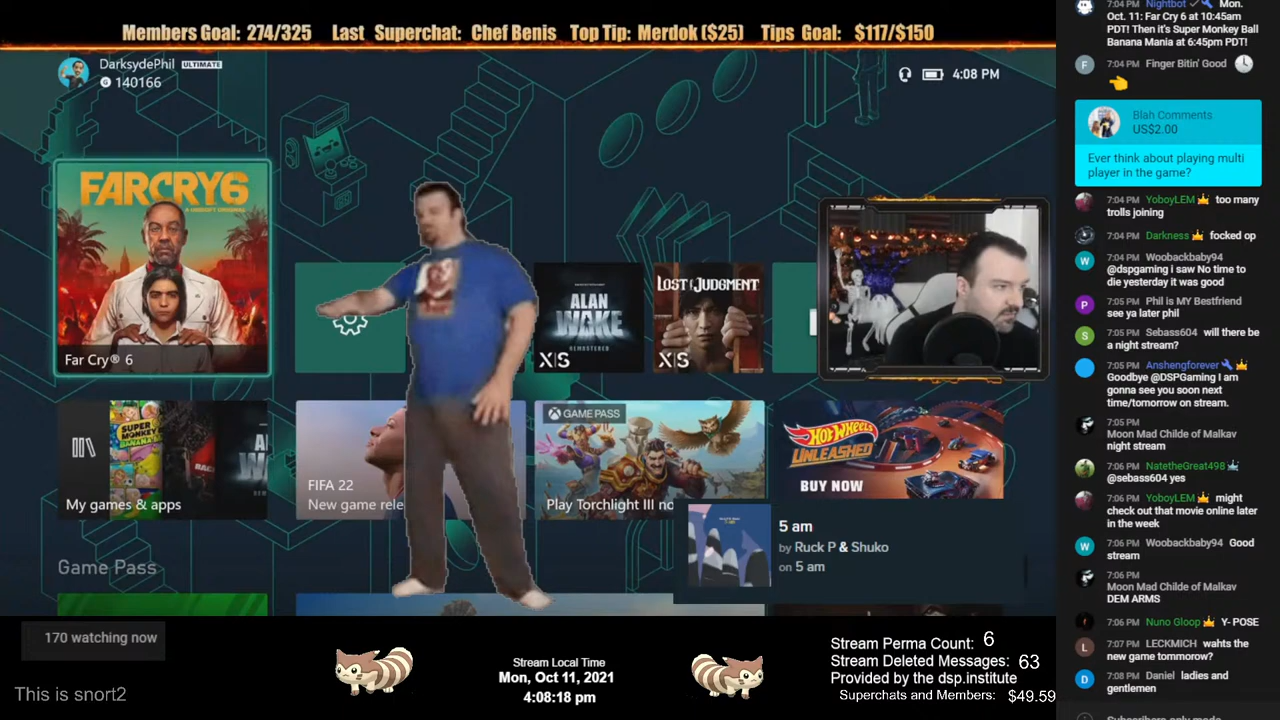 Members Goal: 274/325 Last Superchat: Chef Benis Top Tip: Merdok ($25) Tips Goal: $117/$150
DarksydePhil ULTIMATE
G 140166
4:08 PM
FARCRY6
Far Cry® 6
ALAN WAKE
REMASTERED
X|S
LOST JUDGMENT
X|S
SUPER MONKEY BALL
My games & apps
FIFA 22
New game rele
GAME PASS
Play Torchlight III no
HOT WHEELS
UNLEASHED
BUY NOW
5 am
by Ruck P & Shuko
on 5 am
Game Pass
170 watching now
This is snort2
Stream Local Time
Mon, Oct 11, 2021
4:08:18 pm
Stream Perma Count: 6
Stream Deleted Messages: 63
Provided by the dsp.institute
Superchats and Members: $49.59
7:04 PM Nightbot Mon.
Oct. 11: Far Cry 6 at 10:45am
PDT! Then it's Super Monkey Ball
Banana Mania at 6:45pm PDT!
F 7:04 PM Finger Bitin' Good
Blah Comments
US$2.00
Ever think about playing multi
player in the game?
7:04 PM YoboyLEM too many
trolls joining
7:04 PM Darkness focked op
W 7:04 PM Woobackbaby94
@dspgaming i saw No time to
die yesterday it was good
P 7:05 PM Phil is MY Bestfriend
see ya later phil
S 7:05 PM Sebass604 will there be
a night stream?
7:05 PM Anshengforever
Goodbye @DSPGaming I am
gonna see you soon next
time/tomorrow on stream.
7:05 PM
Moon Mad Childe of Malkav
night stream
7:06 PM NatetheGreat498
@sebass604 yes
7:06 PM YoboyLEM might
check out that movie online later
in the week
W 7:06 PM Woobackbaby94 Good
stream
7:06 PM
Moon Mad Childe of Malkav
DEM ARMS
7:06 PM Nuno Gloop Y- POSE
L 7:07 PM LECKMICH wahts the
new game tommorow?
D 7:08 PM Daniel ladies and
gentlemen
Subscribers-only mode